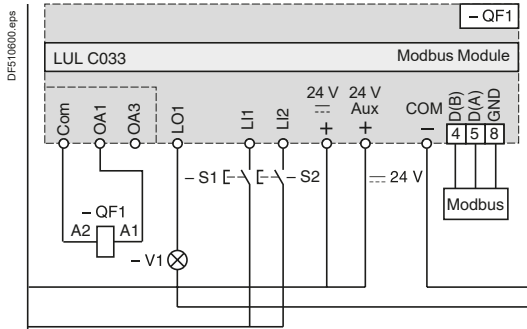 DF510600.eps
– QF1
LUL C033 Modbus Module
Com OA1 OA3 LO1 LI1 LI2
24 V 24 V Aux
COM D(B) D(A) GND
+ + – 4 5 8
– S1 – S2 24 V
– QF1
A2 A1
– V1
Modbus